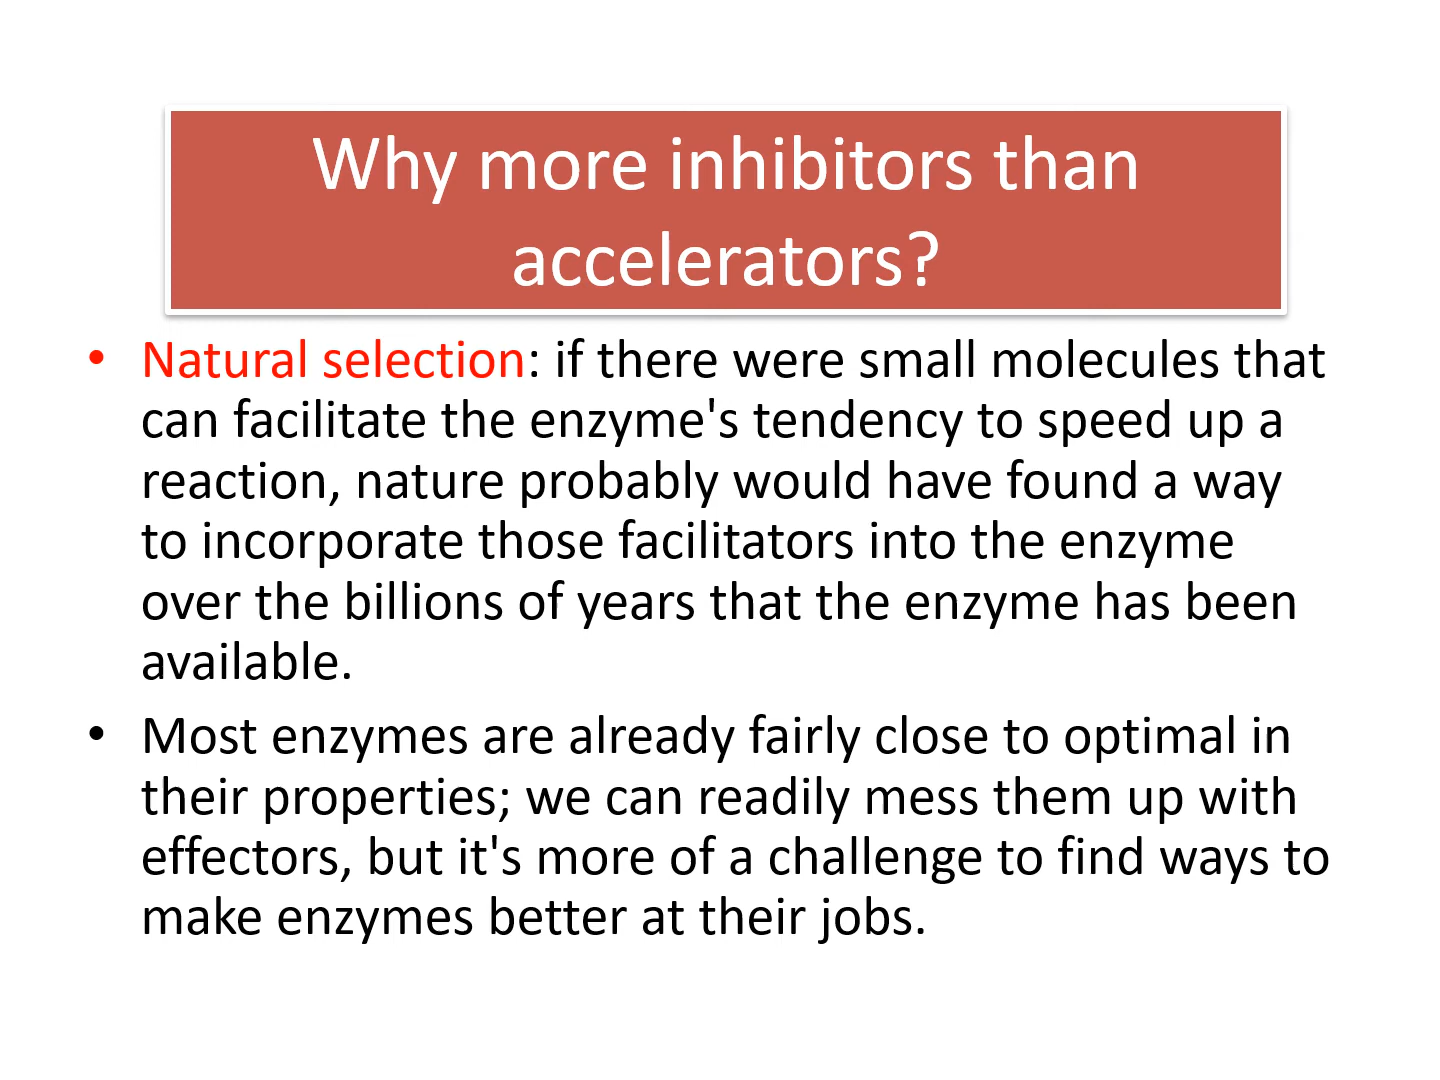 Why more inhibitors than
accelerators?
• Natural selection: if there were small molecules that
can facilitate the enzyme's tendency to speed up a
reaction, nature probably would have found a way
to incorporate those facilitators into the enzyme
over the billions of years that the enzyme has been
available.
• Most enzymes are already fairly close to optimal in
their properties; we can readily mess them up with
effectors, but it's more of a challenge to find ways to
make enzymes better at their jobs.